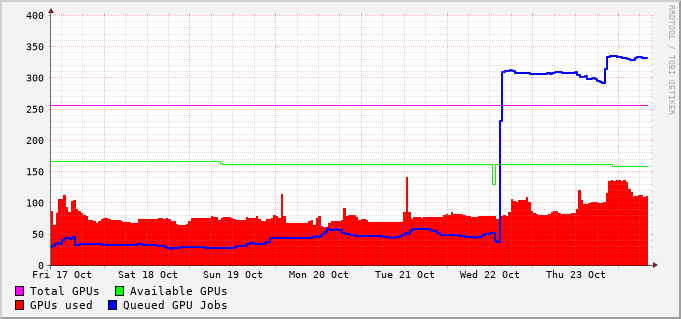 400
350
300
250
200
150
100
50
0
Fri 17 Oct Sat 18 Oct Sun 19 Oct Mon 20 Oct Tue 21 Oct Wed 22 Oct Thu 23 Oct
Total GPUs Available GPUs
GPUs used Queued GPU Jobs
RRDTOOL / TOBI OETIKER